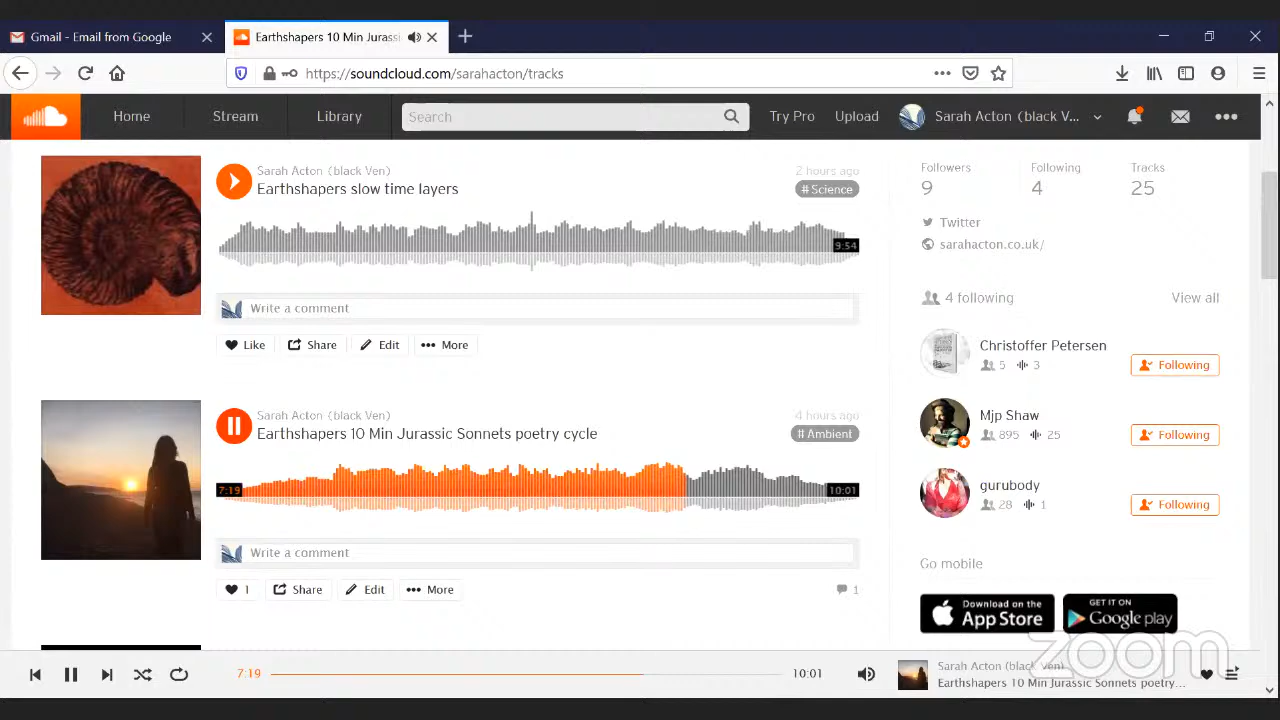 Gmail - Email from Google
Earthshapers 10 Min Jurass
https://soundcloud.com/sarahacton/tracks
Home
Stream
Library
Search
Try Pro
Upload
Sarah Acton (black V...
Sarah Acton (black Ven)
2 hours ago
Earthshapers slow time layers
# Science
9:54
Write a comment
Like
Share
Edit
More
Sarah Acton (black Ven)
4 hours ago
Earthshapers 10 Min Jurassic Sonnets poetry cycle
# Ambient
7:19
10:01
Write a comment
1
Share
Edit
More
1
Followers
Following
Tracks
9
4
25
Twitter
sarahacton.co.uk/
4 following
View all
Christoffer Petersen
5
3
Following
Mjp Shaw
895
25
Following
gurubody
28
1
Following
Go mobile
Download on the
App Store
GET IT ON
Google play
zoom
7:19
10:01
Sarah Acton (black Ven)
Earthshapers 10 Min Jurassic Sonnets poetry...